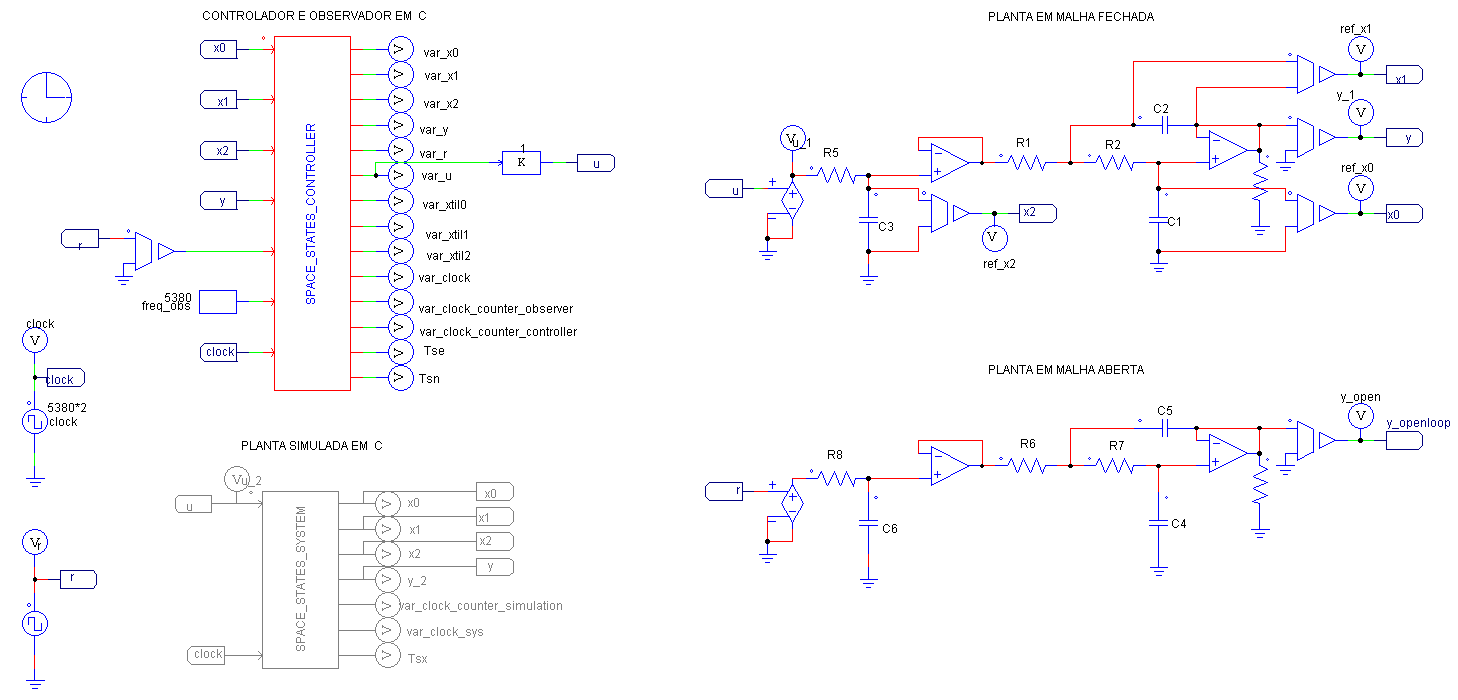 CONTROLADOR E OBSERVADOR EM C
x0
x1
x2
y
r
5380
freq_obs
clock
SPACE_STATES_CONTROLLER
var_x0
var_x1
var_x2
var_y
var_r
var_u
var_xtil0
var_xtil1
var_xtil2
var_clock
var_clock_counter_observer
var_clock_counter_controller
Tse
Tsn
1
K
u
clock
V
clock
5380*2
clock
Vr
r
PLANTA SIMULADA EM C
Vu_2
u
clock
SPACE_STATES_SYSTEM
x0
x1
x2
y
x0
x1
x2
y_2
var_clock_counter_simulation
var_clock_sys
Tsx
PLANTA EM MALHA FECHADA
Vu_1
u
R5
C3
V
ref_x2
x2
R1
R2
C2
C1
ref_x1
V
x1
y_1
V
y
ref_x0
V
x0
PLANTA EM MALHA ABERTA
r
R8
C6
R6
R7
C5
C4
y_open
V
y_openloop